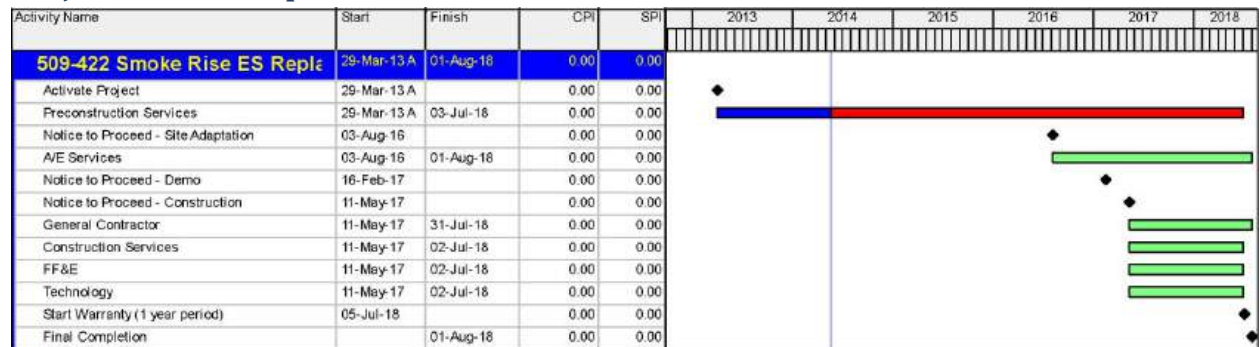 Activity Name Start Finish CPI SPI 2013 2014 2015 2016 2017 2018
509-422 Smoke Rise ES Repla 29-Mar-13 A 01-Aug-18 0.00 0.00
Activate Project 29-Mar-13 A 0.00 0.00
Preconstruction Services 29-Mar-13 A 03-Jul-18 0.00 0.00
Notice to Proceed - Site Adaptation 03-Aug-16 0.00 0.00
A/E Services 03-Aug-16 01-Aug-18 0.00 0.00
Notice to Proceed - Demo 16-Feb-17 0.00 0.00
Notice to Proceed - Construction 11-May-17 0.00 0.00
General Contractor 11-May-17 31-Jul-18 0.00 0.00
Construction Services 11-May-17 02-Jul-18 0.00 0.00
FF&E 11-May-17 02-Jul-18 0.00 0.00
Technology 11-May-17 02-Jul-18 0.00 0.00
Start Warranty (1 year period) 05-Jul-18 0.00 0.00
Final Completion 01-Aug-18 0.00 0.00